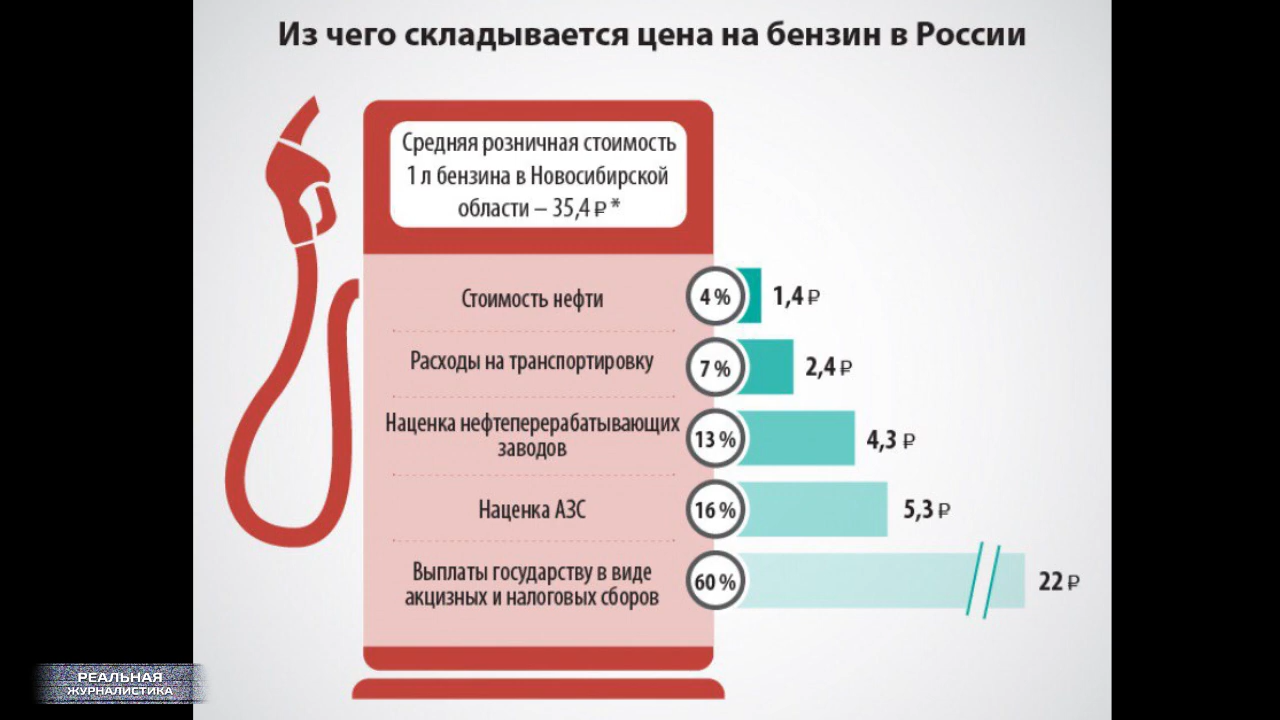 Из чего складывается цена на бензин в России
Средняя розничная стоимость
1 л бензина в Новосибирской
области – 35,4 ₽ *
Стоимость нефти
4 %
1,4 ₽
Расходы на транспортировку
7 %
2,4 ₽
Наценка нефтеперерабатывающих
заводов
13 %
4,3 ₽
Наценка АЗС
16 %
5,3 ₽
Выплаты государству в виде
акцизных и налоговых сборов
60 %
22 ₽
РЕАЛЬНАЯ
ЖУРНАЛИСТИКА